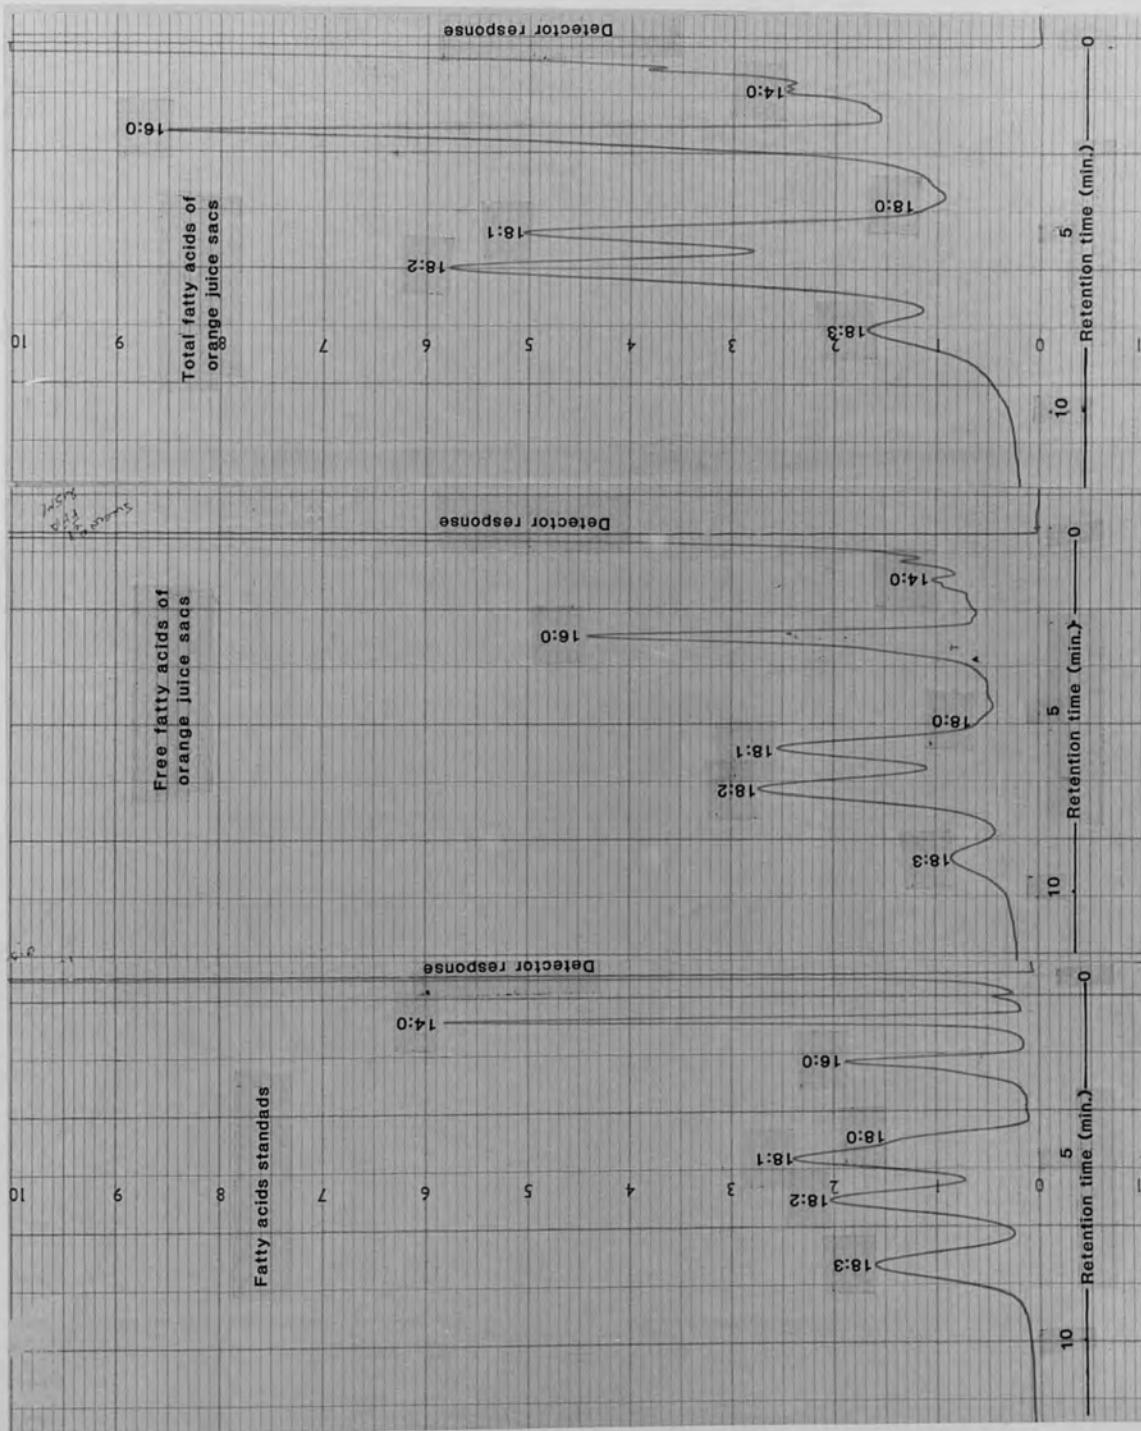 Detector response
14:0
16:0
18:0
18:1
18:2
18:3
Total fatty acids of
orange juice sacs
10 9 8 7 6 5 4 3 2 1 0 1
0 5 10
Retention time (min.)
Detector response
14:0
16:0
18:0
18:1
18:2
18:3
Free fatty acids of
orange juice sacs
0 5 10
Retention time (min.)
Detector response
14:0
16:0
18:0
18:1
18:2
18:3
Fatty acids standads
10 9 8 7 6 5 4 3 2 1 0 1
0 5 10
Retention time (min.)